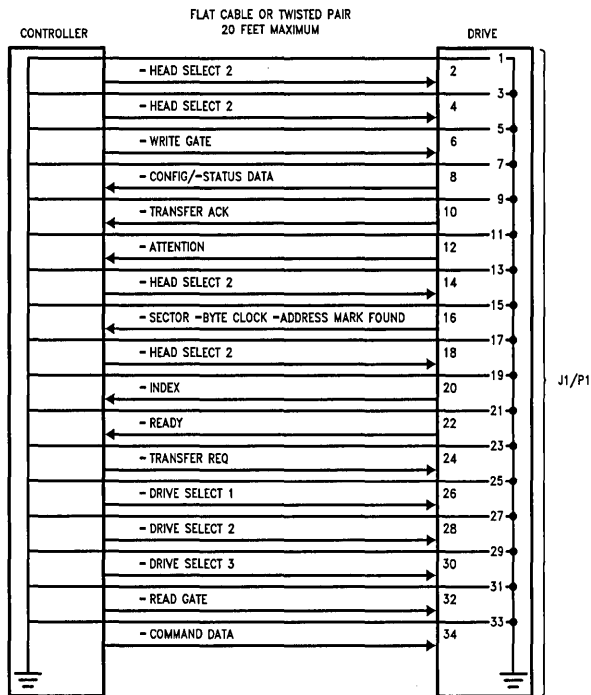 FLAT CABLE OR TWISTED PAIR
20 FEET MAXIMUM
CONTROLLER
DRIVE
1
- HEAD SELECT 2 2
3
- HEAD SELECT 2 4
5
- WRITE GATE 6
7
- CONFIG/-STATUS DATA 8
9
- TRANSFER ACK 10
11
- ATTENTION 12
13
- HEAD SELECT 2 14
15
- SECTOR -BYTE CLOCK -ADDRESS MARK FOUND 16
17
- HEAD SELECT 2 18
19
J1/P1
- INDEX 20
21
- READY 22
23
- TRANSFER REQ 24
25
- DRIVE SELECT 1 26
27
- DRIVE SELECT 2 28
29
- DRIVE SELECT 3 30
31
- READ GATE 32
33
- COMMAND DATA 34